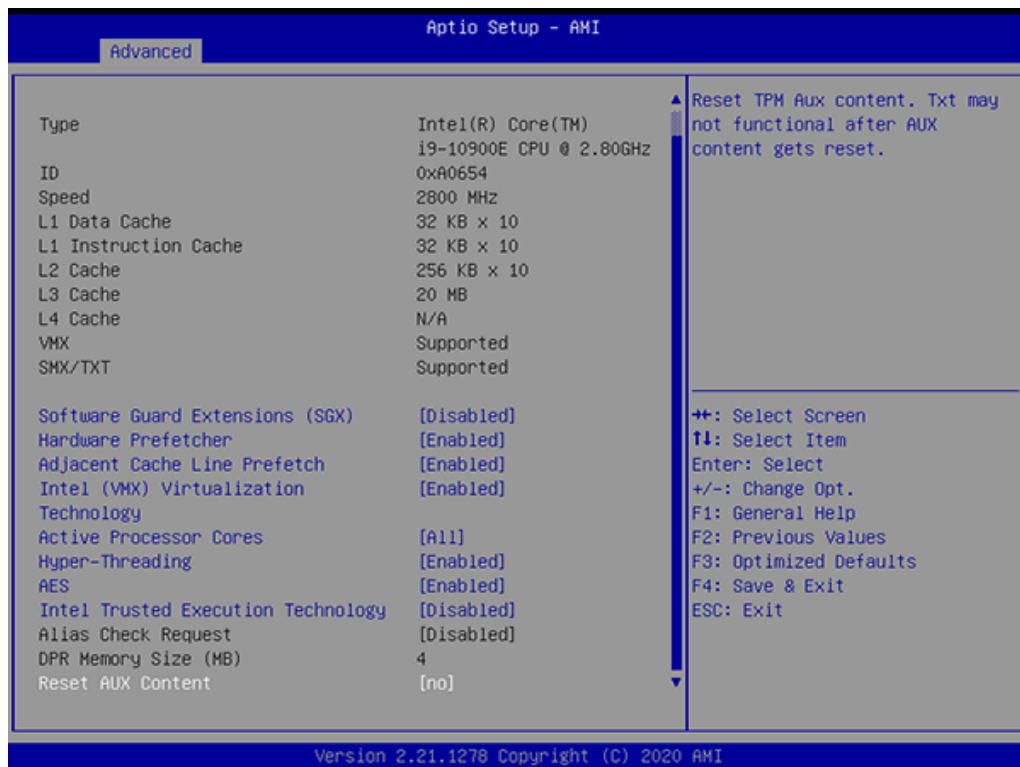 Aptio Setup - AMI
Advanced
Type Intel(R) Core(TM)
i9-10900E CPU @ 2.80GHz
ID 0xA0654
Speed 2800 MHz
L1 Data Cache 32 KB x 10
L1 Instruction Cache 32 KB x 10
L2 Cache 256 KB x 10
L3 Cache 20 MB
L4 Cache N/A
VMX Supported
SMX/TXT Supported
Software Guard Extensions (SGX) [Disabled]
Hardware Prefetcher [Enabled]
Adjacent Cache Line Prefetch [Enabled]
Intel (VMX) Virtualization [Enabled]
Technology
Active Processor Cores [All]
Hyper-Threading [Enabled]
AES [Enabled]
Intel Trusted Execution Technology [Disabled]
Alias Check Request [Disabled]
DPR Memory Size (MB) 4
Reset AUX Content [no]
Reset TPM Aux content. Txt may
not functional after AUX
content gets reset.
→←: Select Screen
↑↓: Select Item
Enter: Select
+/-: Change Opt.
F1: General Help
F2: Previous Values
F3: Optimized Defaults
F4: Save & Exit
ESC: Exit
Version 2.21.1278 Copyright (C) 2020 AMI